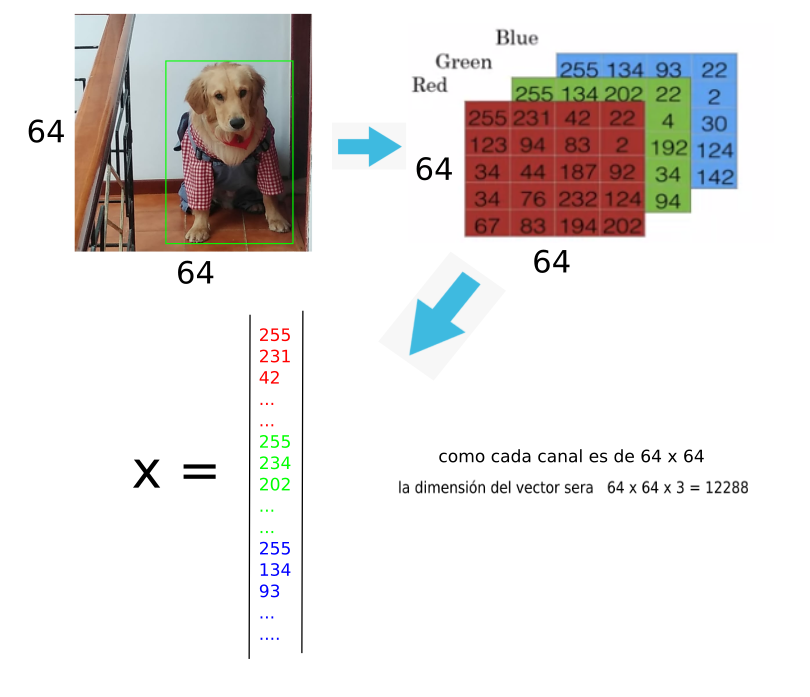 64
64
Blue
Green
Red
255 134 93 22
2
30
124
142
255 134 202 22
4
192
34
94
255 231 42 22
123 94 83 2
34 44 187 92
34 76 232 124
67 83 194 202
64
64
x =
255
231
42
...
...
255
234
202
...
...
255
134
93
...
....
como cada canal es de 64 x 64
la dimensión del vector sera 64 x 64 x 3 = 12288